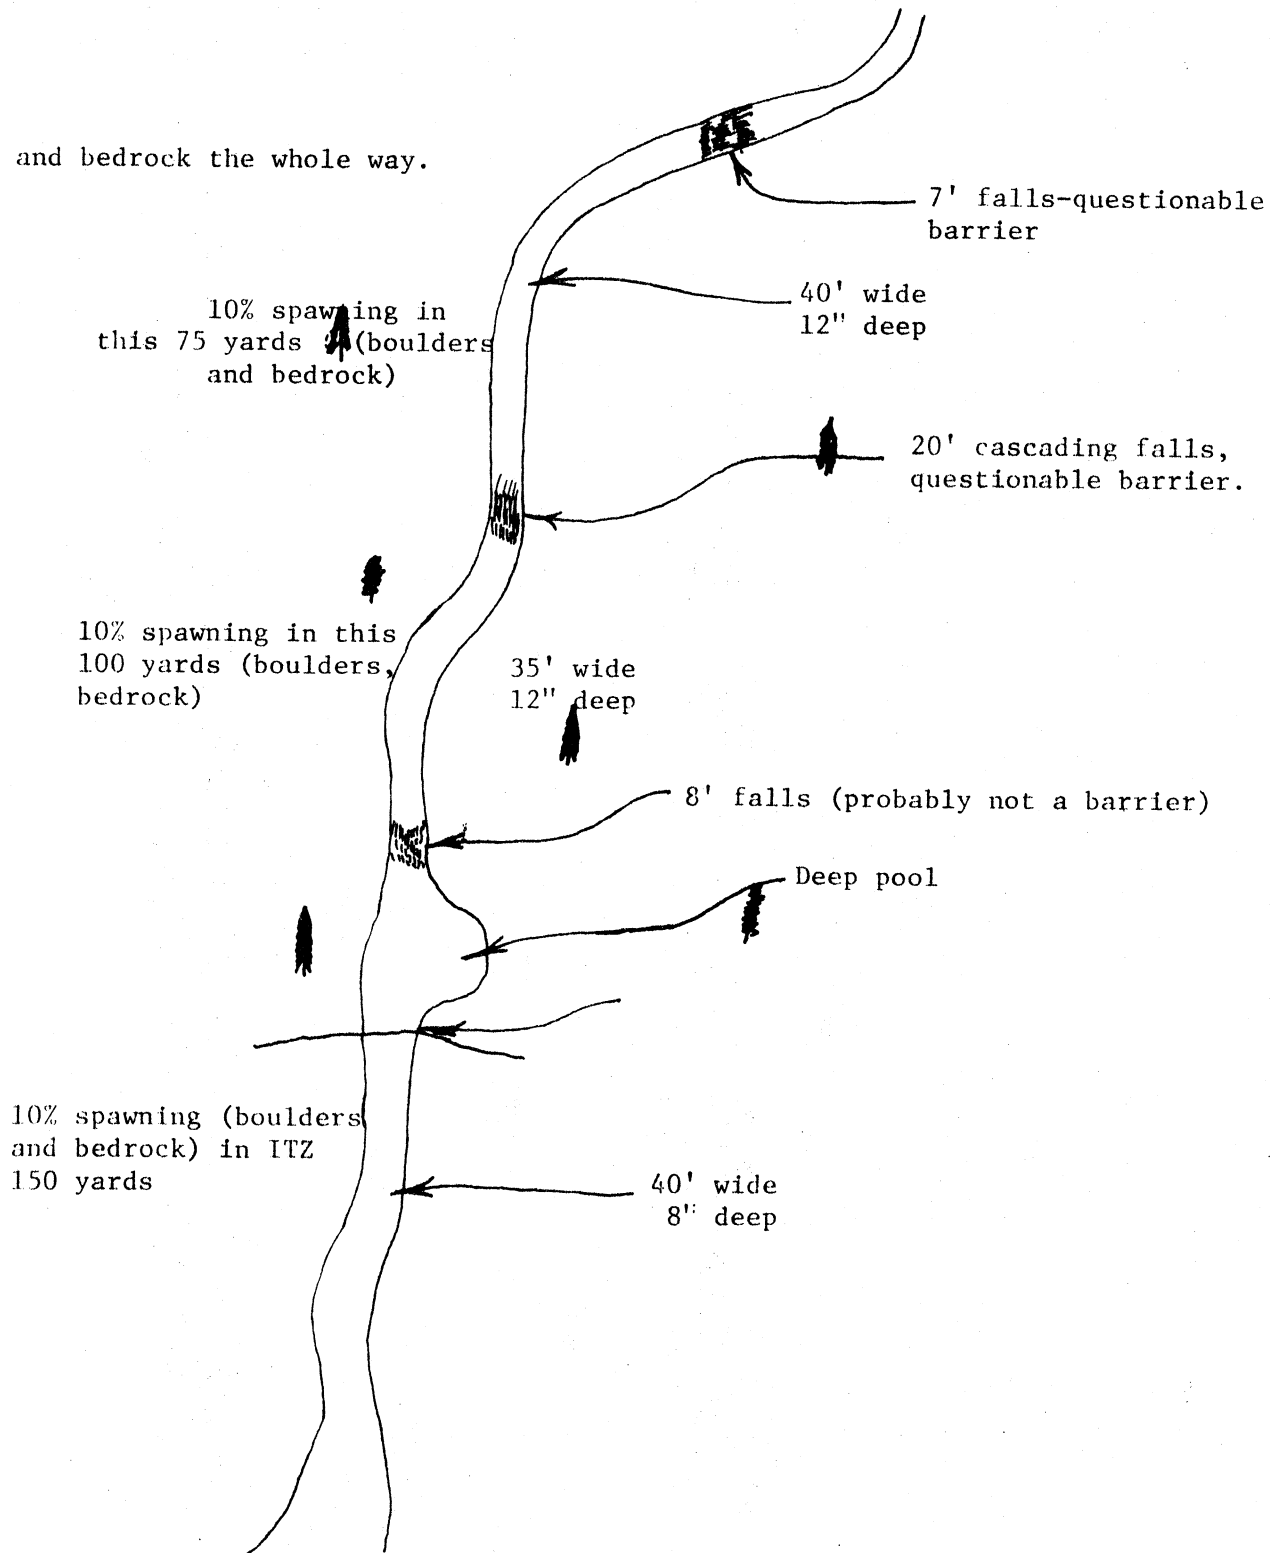 and bedrock the whole way.
7' falls-questionable
barrier
40' wide
12" deep
10% spawning in
this 75 yards (boulders
and bedrock)
20' cascading falls,
questionable barrier.
10% spawning in this
100 yards (boulders,
bedrock)
35' wide
12" deep
8' falls (probably not a barrier)
Deep pool
10% spawning (boulders
and bedrock) in ITZ
150 yards
40' wide
8" deep